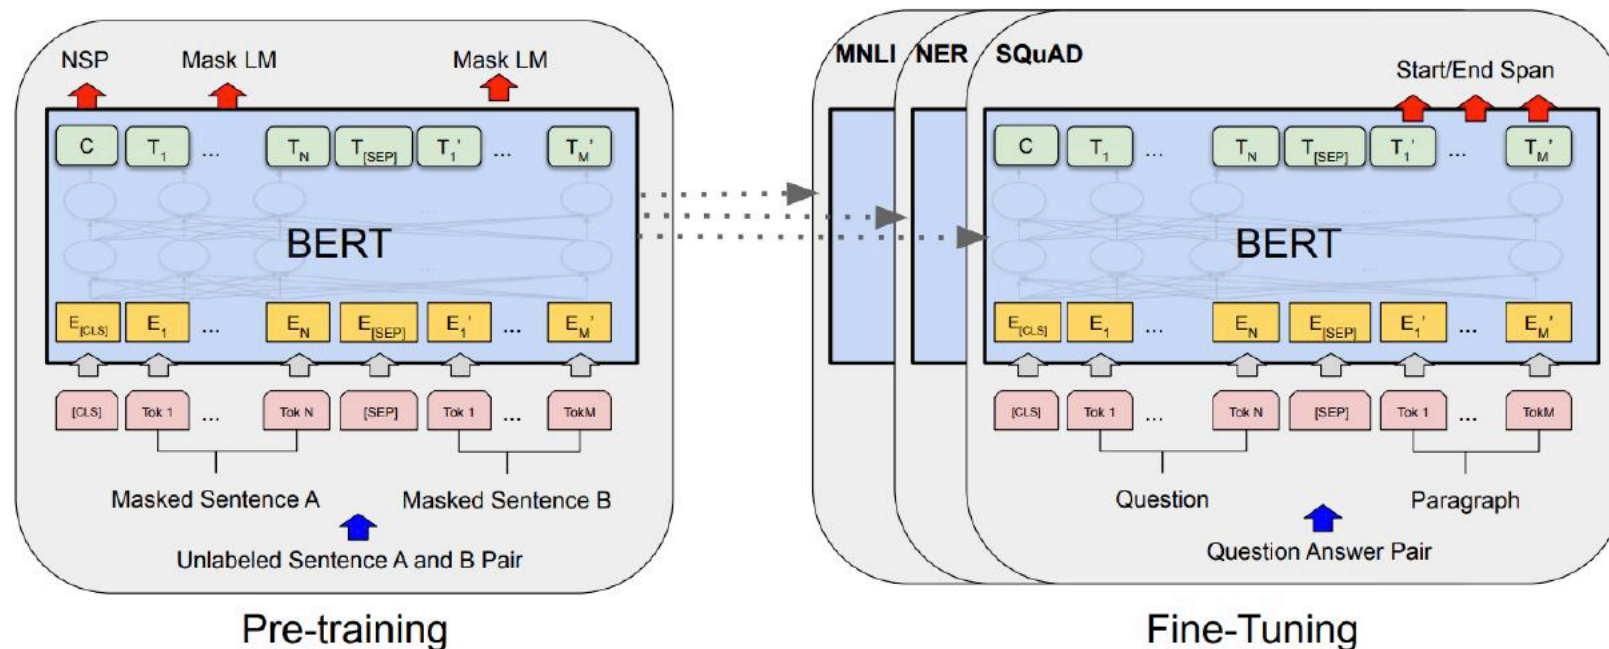 NSP Mask LM Mask LM
C T1 ... TN T[SEP] T1' ... TM'
BERT
E[CLS] E1 ... EN E[SEP] E1' ... EM'
[CLS] Tok 1 ... Tok N [SEP] Tok 1 ... TokM
Masked Sentence A Masked Sentence B
Unlabeled Sentence A and B Pair
Pre-training
MNLI NER SQuAD
Start/End Span
C T1 ... TN T[SEP] T1' ... TM'
BERT
E[CLS] E1 ... EN E[SEP] E1' ... EM'
[CLS] Tok 1 ... Tok N [SEP] Tok 1 ... TokM
Question Paragraph
Question Answer Pair
Fine-Tuning